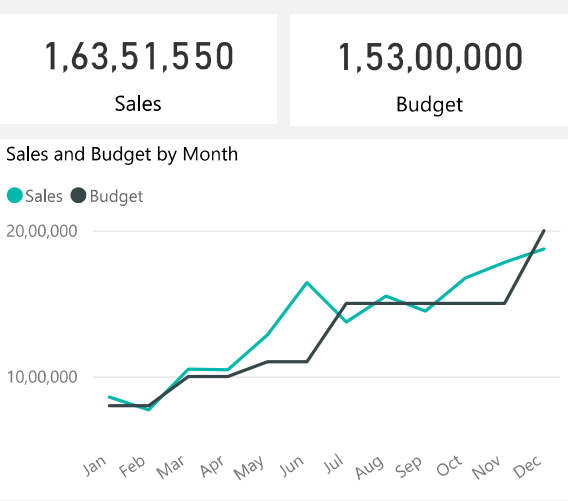 1,63,51,550
Sales
1,53,00,000
Budget
Sales and Budget by Month
Sales Budget
20,00,000
10,00,000
Jan Feb Mar Apr May Jun Jul Aug Sep Oct Nov Dec